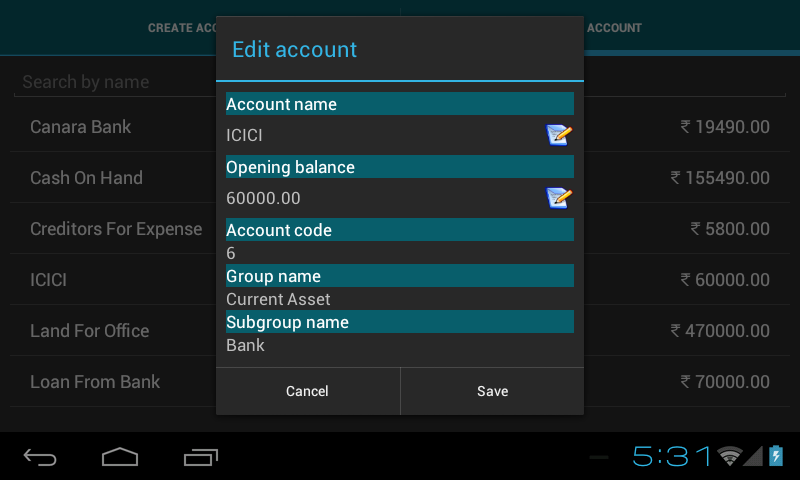 CREATE ACC
ACCOUNT
Edit account
Search by name
Account name
ICICI
Opening balance
60000.00
Account code
6
Group name
Current Asset
Subgroup name
Bank
Cancel
Save
Canara Bank
₹ 19490.00
Cash On Hand
₹ 155490.00
Creditors For Expense
₹ 5800.00
ICICI
₹ 60000.00
Land For Office
₹ 470000.00
Loan From Bank
₹ 70000.00
5:31